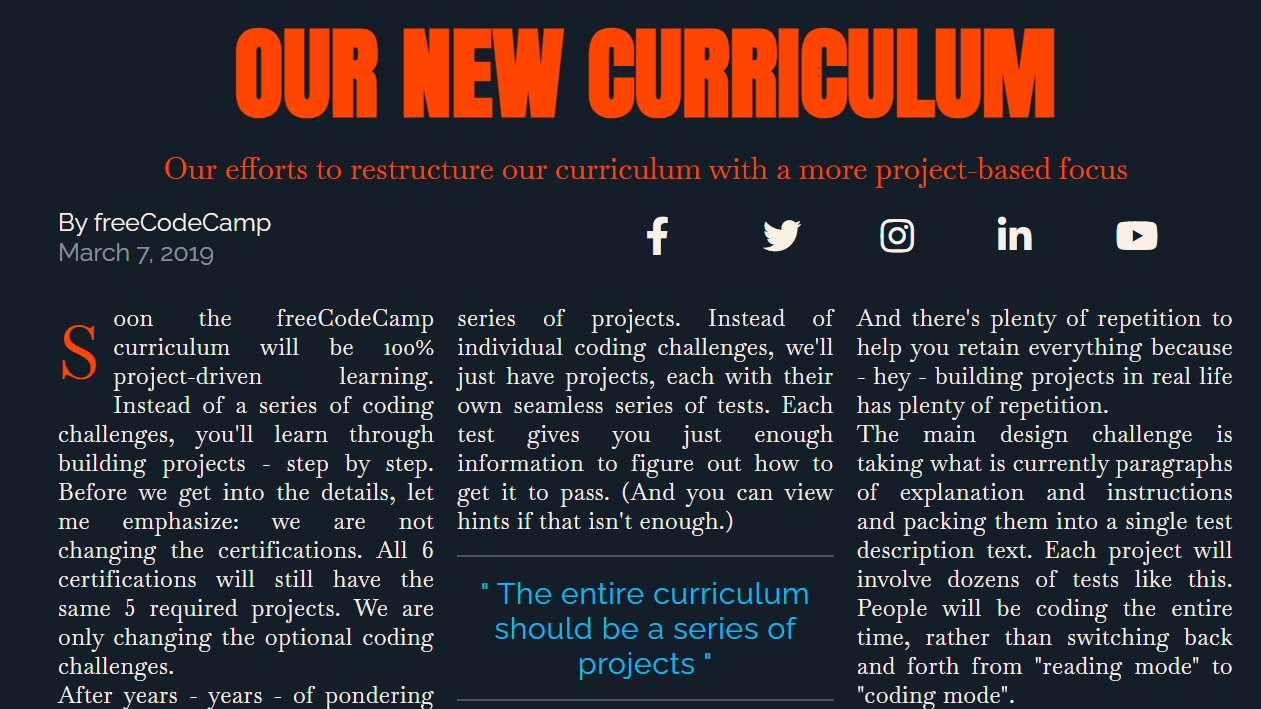 OUR NEW CURRICULUM
Our efforts to restructure our curriculum with a more project-based focus
By freeCodeCamp
March 7, 2019
Soon the freeCodeCamp
curriculum will be 100%
project-driven learning.
Instead of a series of coding
challenges, you'll learn through
building projects - step by step.
Before we get into the details, let
me emphasize: we are not
changing the certifications. All 6
certifications will still have the
same 5 required projects. We are
only changing the optional coding
challenges.
After years - years - of pondering
series of projects. Instead of
individual coding challenges, we'll
just have projects, each with their
own seamless series of tests. Each
test gives you just enough
information to figure out how to
get it to pass. (And you can view
hints if that isn't enough.)
" The entire curriculum
should be a series of
projects "
And there's plenty of repetition to
help you retain everything because
- hey - building projects in real life
has plenty of repetition.
The main design challenge is
taking what is currently paragraphs
of explanation and instructions
and packing them into a single test
description text. Each project will
involve dozens of tests like this.
People will be coding the entire
time, rather than switching back
and forth from "reading mode" to
"coding mode".